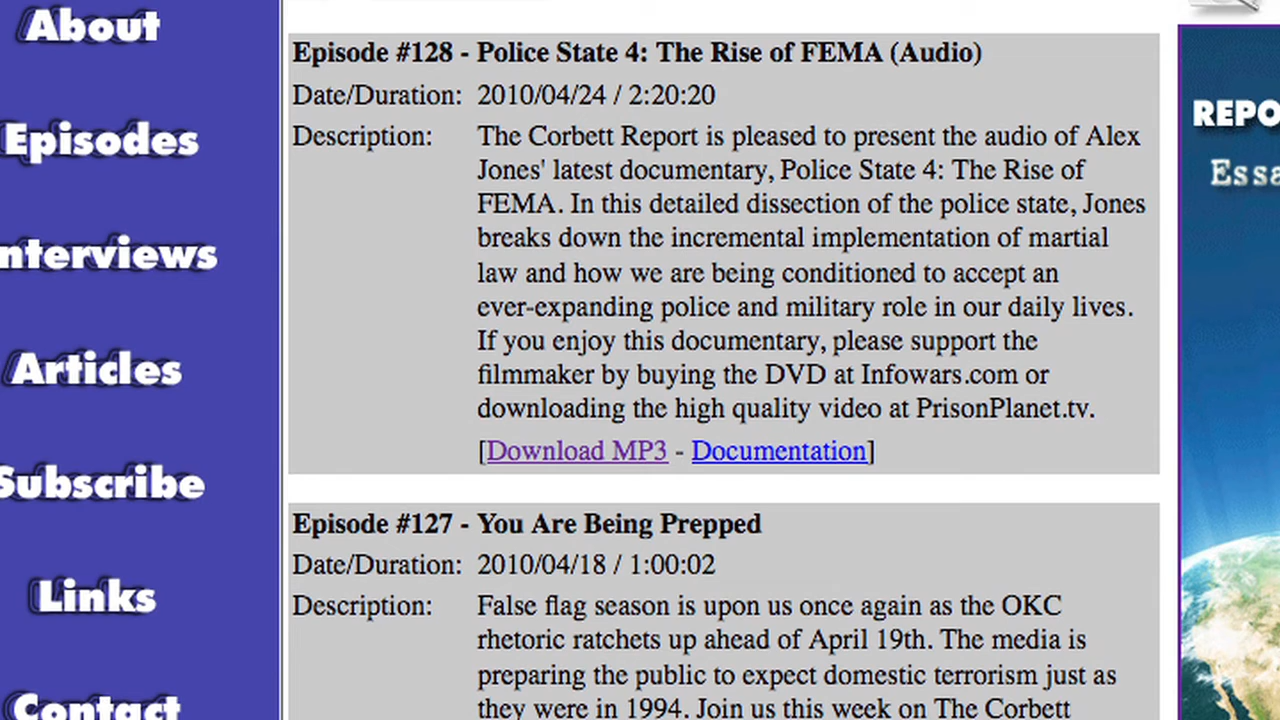 About
Episodes
nterviews
Articles
Subscribe
Links
Contact
Episode #128 - Police State 4: The Rise of FEMA (Audio)
Date/Duration: 2010/04/24 / 2:20:20
Description: The Corbett Report is pleased to present the audio of Alex
Jones' latest documentary, Police State 4: The Rise of
FEMA. In this detailed dissection of the police state, Jones
breaks down the incremental implementation of martial
law and how we are being conditioned to accept an
ever-expanding police and military role in our daily lives.
If you enjoy this documentary, please support the
filmmaker by buying the DVD at Infowars.com or
downloading the high quality video at PrisonPlanet.tv.
[Download MP3 - Documentation]
Episode #127 - You Are Being Prepped
Date/Duration: 2010/04/18 / 1:00:02
Description: False flag season is upon us once again as the OKC
rhetoric ratchets up ahead of April 19th. The media is
preparing the public to expect domestic terrorism just as
they were in 1994. Join us this week on The Corbett
REPO
Essa